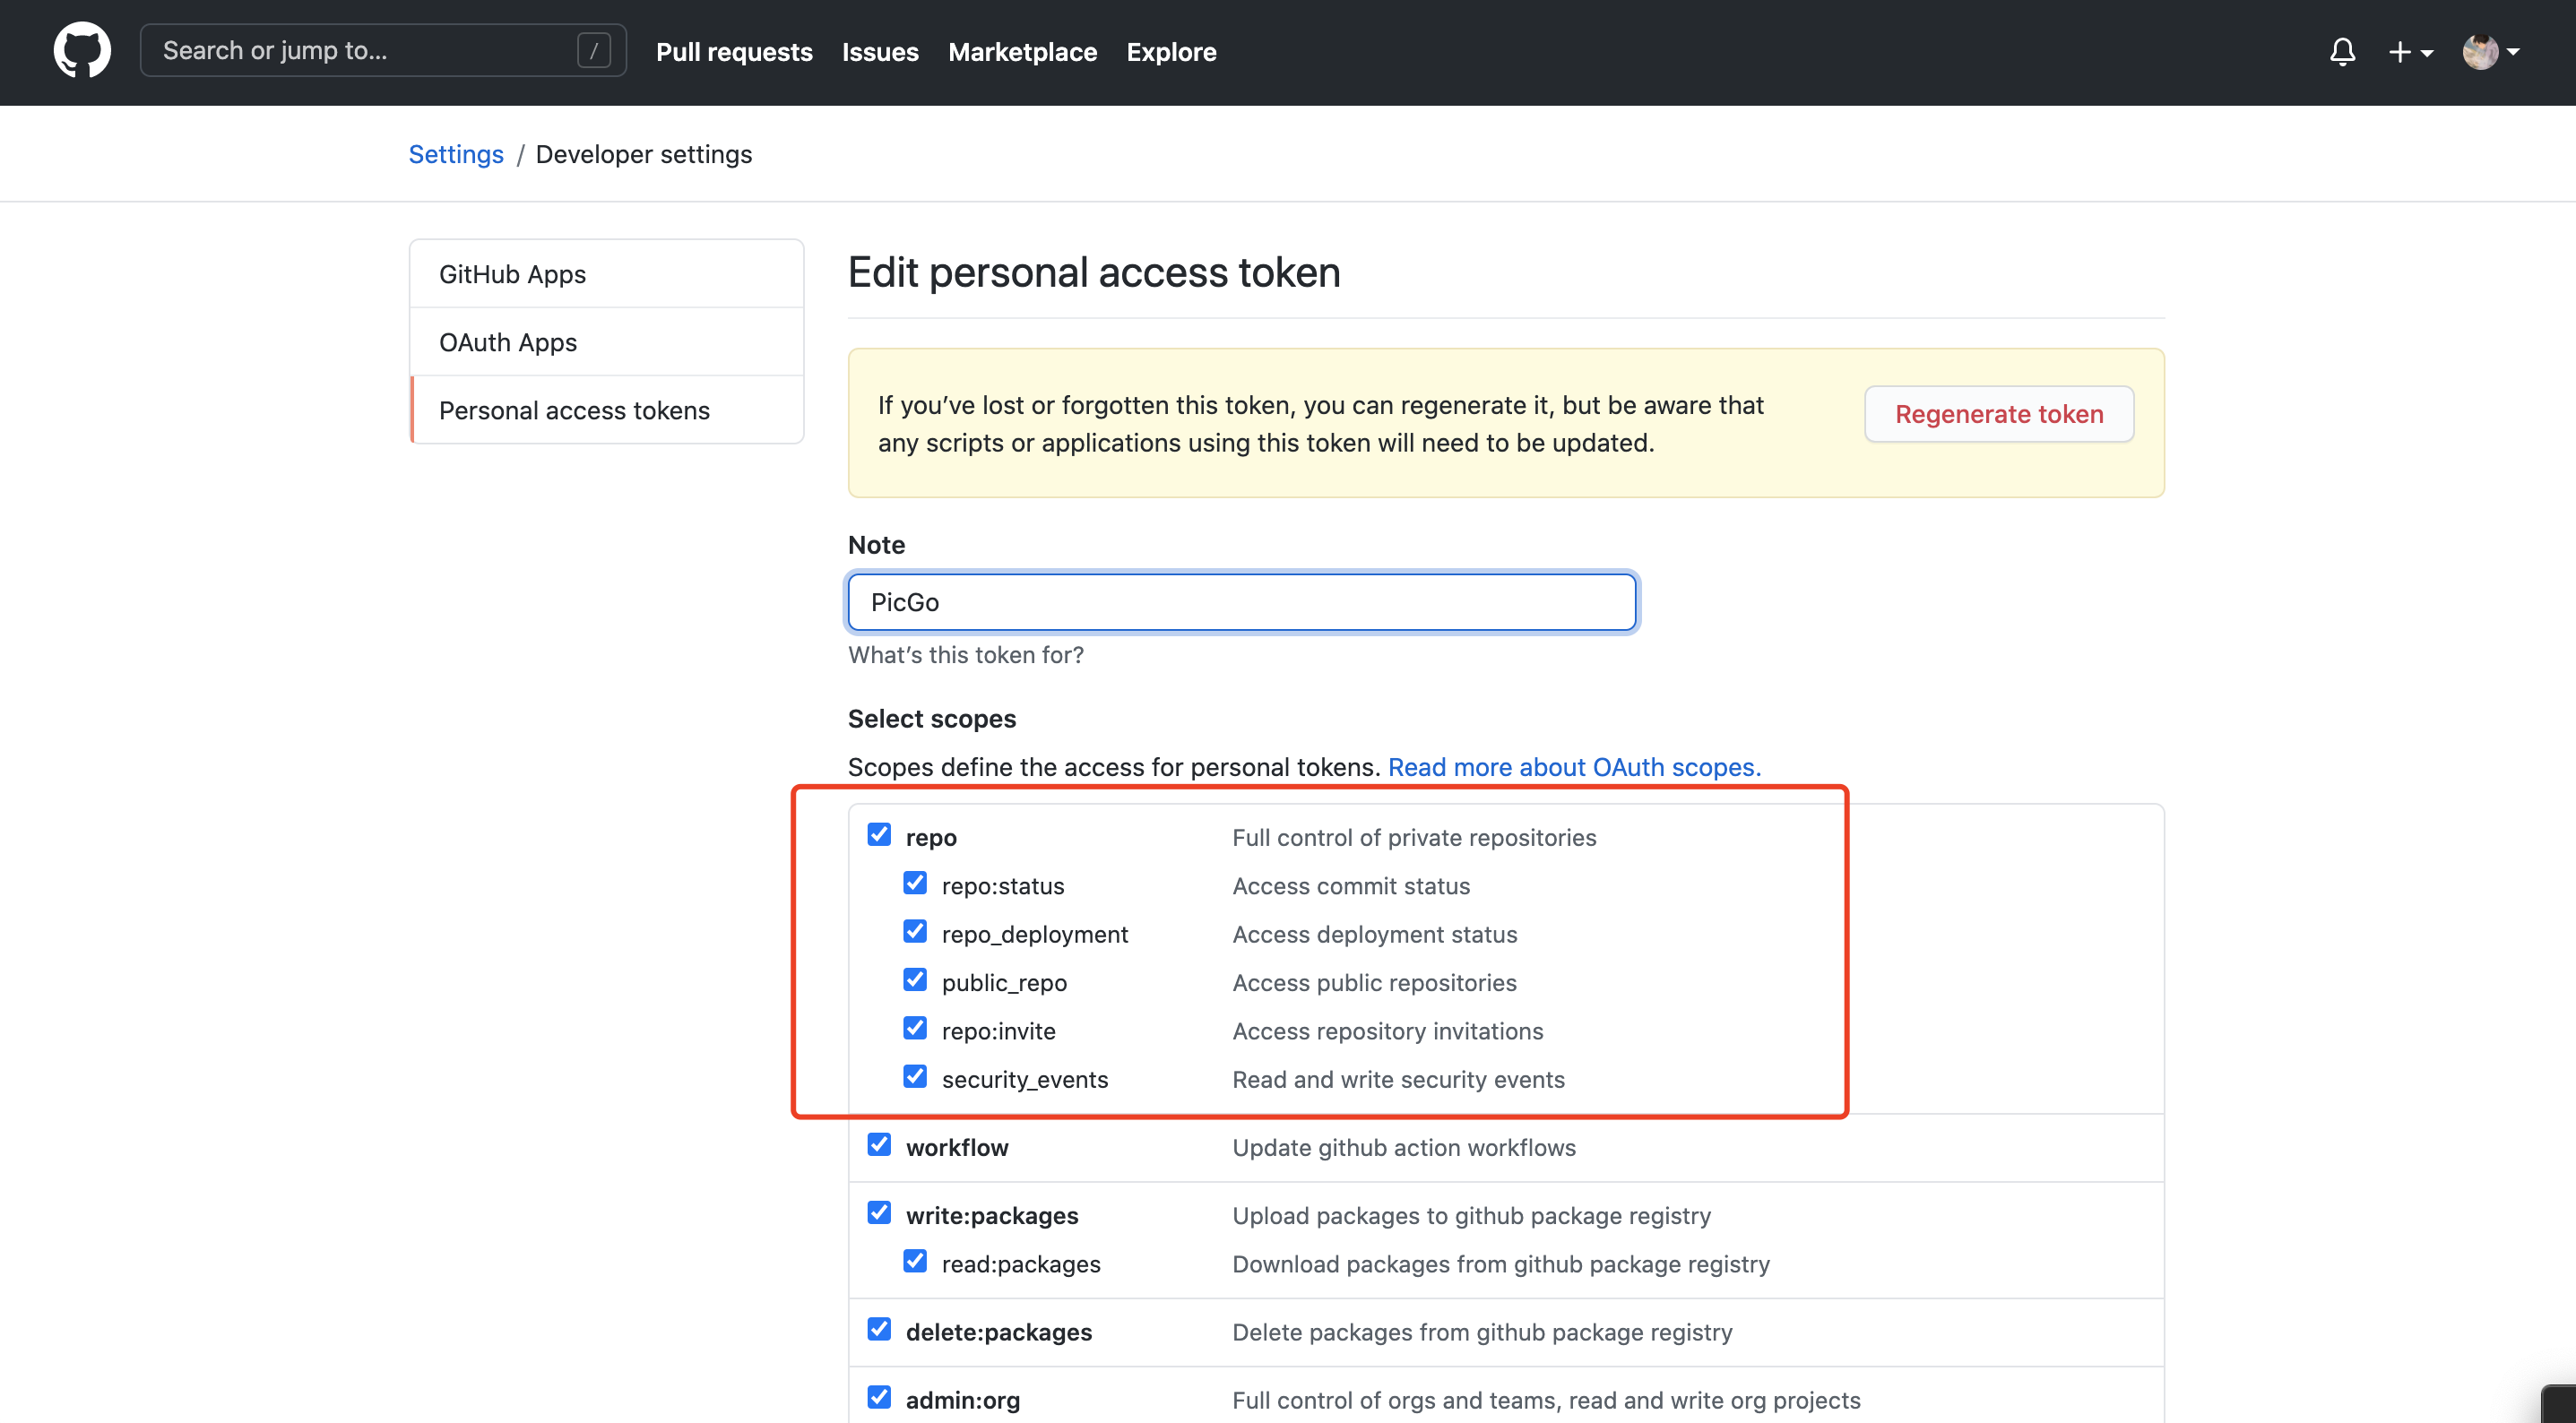 Search or jump to...
/
Pull requests
Issues
Marketplace
Explore
Settings / Developer settings
GitHub Apps
OAuth Apps
Personal access tokens
Edit personal access token
If you’ve lost or forgotten this token, you can regenerate it, but be aware that
any scripts or applications using this token will need to be updated.
Regenerate token
Note
PicGo
What’s this token for?
Select scopes
Scopes define the access for personal tokens. Read more about OAuth scopes.
repo Full control of private repositories
repo:status Access commit status
repo_deployment Access deployment status
public_repo Access public repositories
repo:invite Access repository invitations
security_events Read and write security events
workflow Update github action workflows
write:packages Upload packages to github package registry
read:packages Download packages from github package registry
delete:packages Delete packages from github package registry
admin:org Full control of orgs and teams, read and write org projects